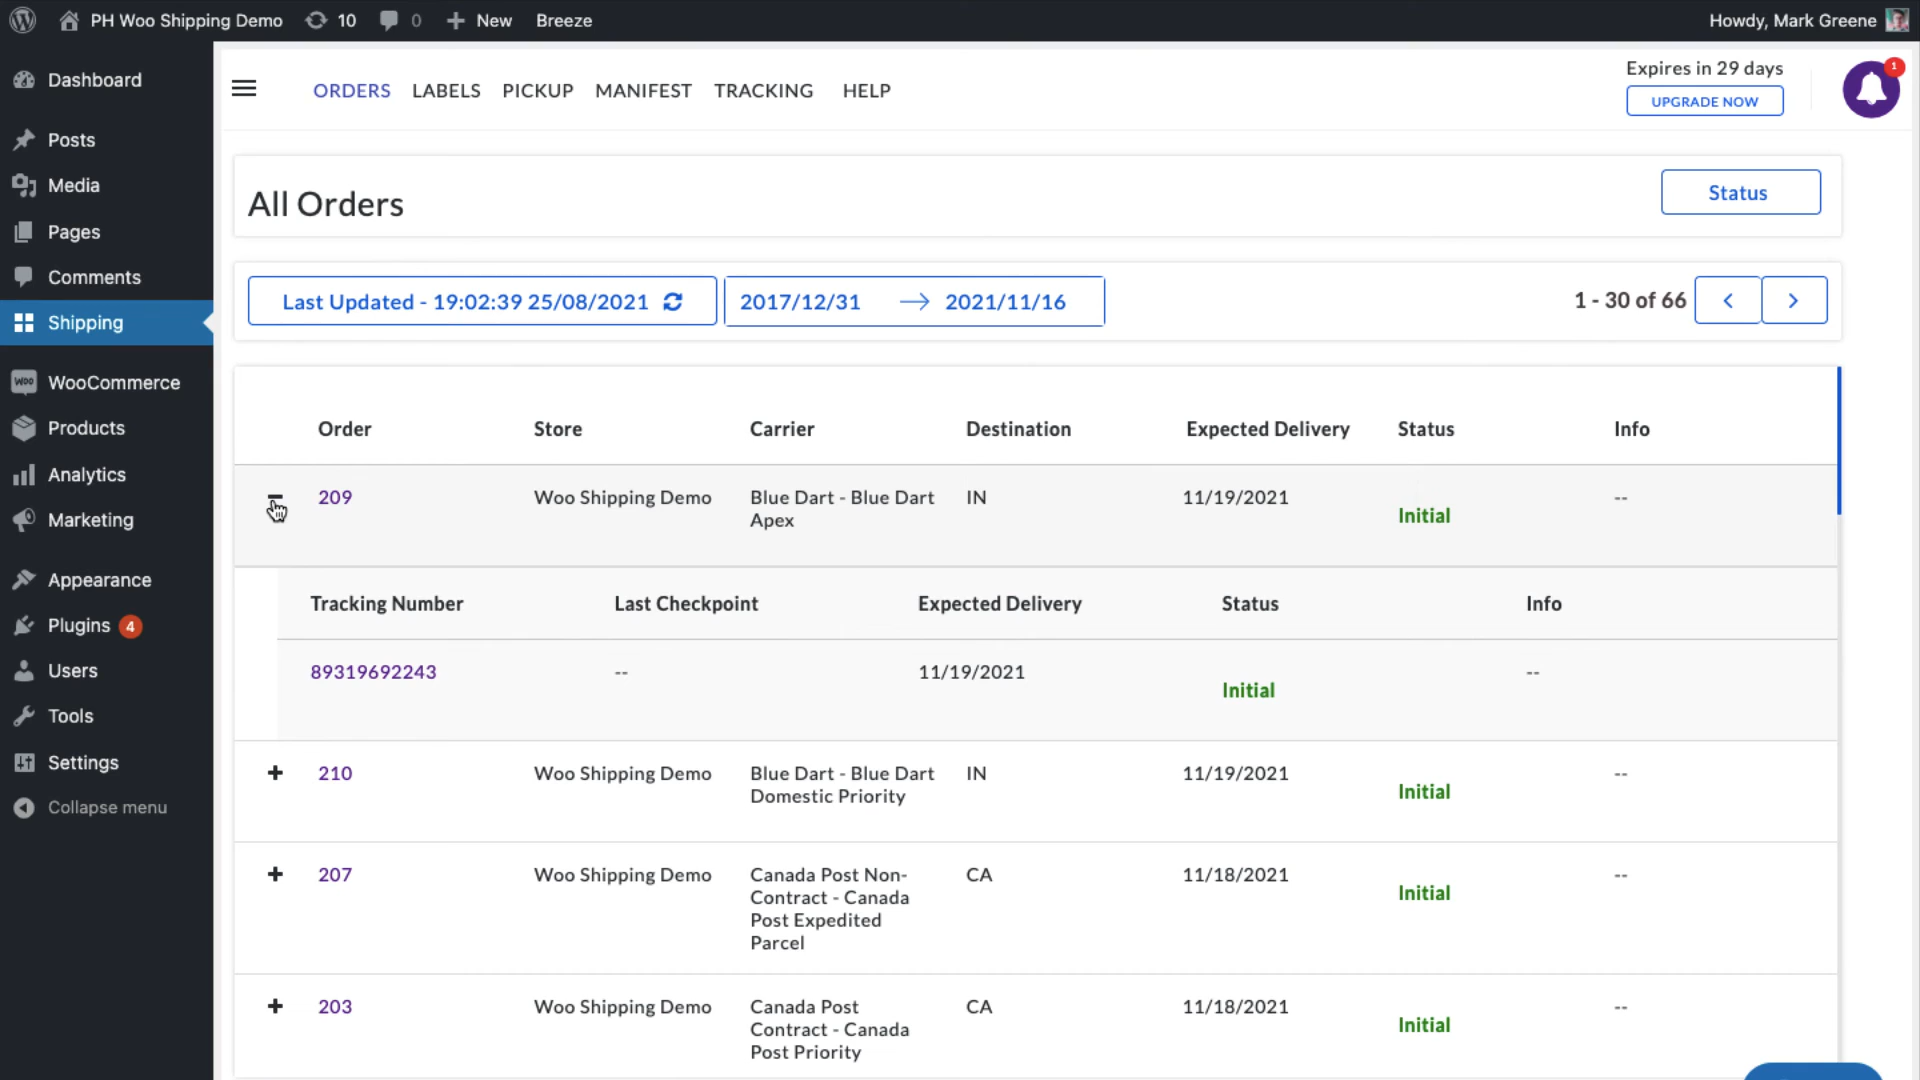 PH Woo Shipping Demo 10 0 New Breeze Howdy, Mark Greene
Dashboard
Posts
Media
Pages
Comments
Shipping
WOO WooCommerce
Products
Analytics
Marketing
Appearance
Plugins 4
Users
Tools
Settings
Collapse menu
ORDERS LABELS PICKUP MANIFEST TRACKING HELP
Expires in 29 days
UPGRADE NOW
1
All Orders
Status
Last Updated - 19:02:39 25/08/2021 2017/12/31 → 2021/11/16 1 - 30 of 66 < >
Order Store Carrier Destination Expected Delivery Status Info
209 Woo Shipping Demo Blue Dart - Blue Dart IN 11/19/2021 --
Apex Initial
Tracking Number Last Checkpoint Expected Delivery Status Info
89319692243 -- 11/19/2021 --
Initial
+ 210 Woo Shipping Demo Blue Dart - Blue Dart IN 11/19/2021 --
Domestic Priority Initial
+ 207 Woo Shipping Demo Canada Post Non- CA 11/18/2021 --
Contract - Canada Initial
Post Expedited
Parcel
+ 203 Woo Shipping Demo Canada Post CA 11/18/2021 --
Contract - Canada Initial
Post Priority